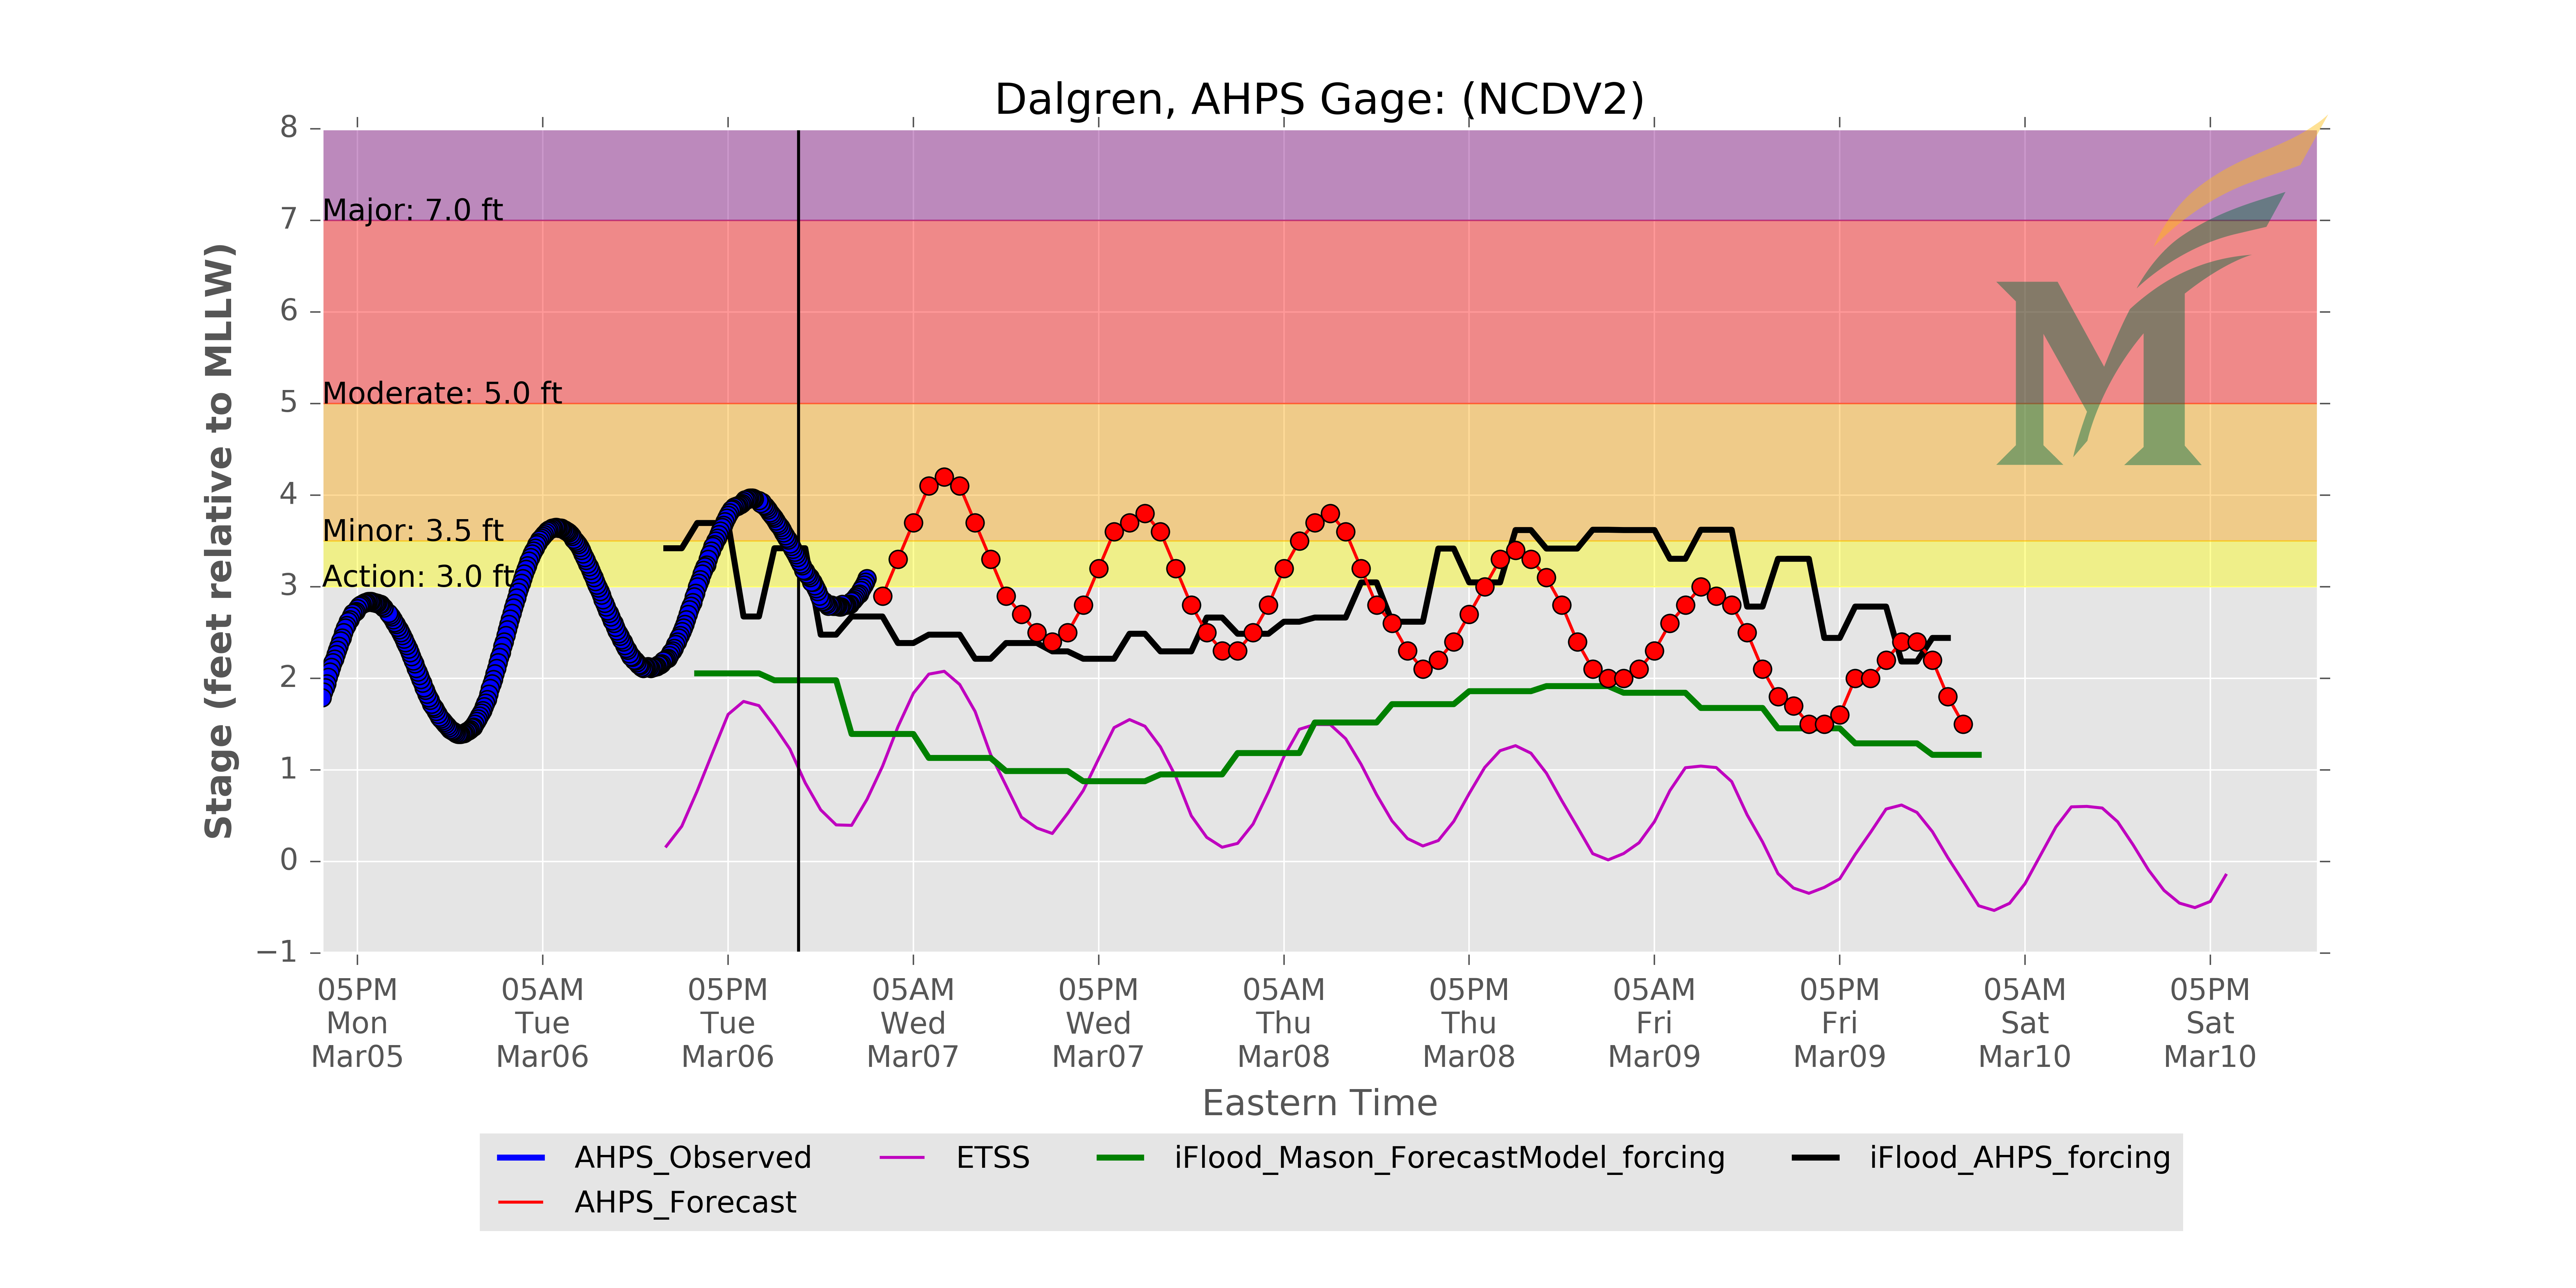 Dalgren, AHPS Gage: (NCDV2)
Stage (feet relative to MLLW)
8
7
6
5
4
3
2
1
0
−1
Major: 7.0 ft
Moderate: 5.0 ft
Minor: 3.5 ft
Action: 3.0 ft
M
05PM 05AM 05PM 05AM 05PM 05AM 05PM 05AM 05PM 05AM 05PM
Mon Tue Tue Wed Wed Thu Thu Fri Fri Sat Sat
Mar05 Mar06 Mar06 Mar07 Mar07 Mar08 Mar08 Mar09 Mar09 Mar10 Mar10
Eastern Time
AHPS_Observed ETSS iFlood_Mason_ForecastModel_forcing iFlood_AHPS_forcing
AHPS_Forecast